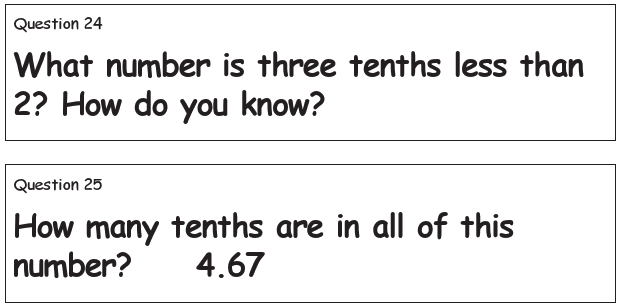 Question 24
What number is three tenths less than
2? How do you know?
Question 25
How many tenths are in all of this
number? 4.67